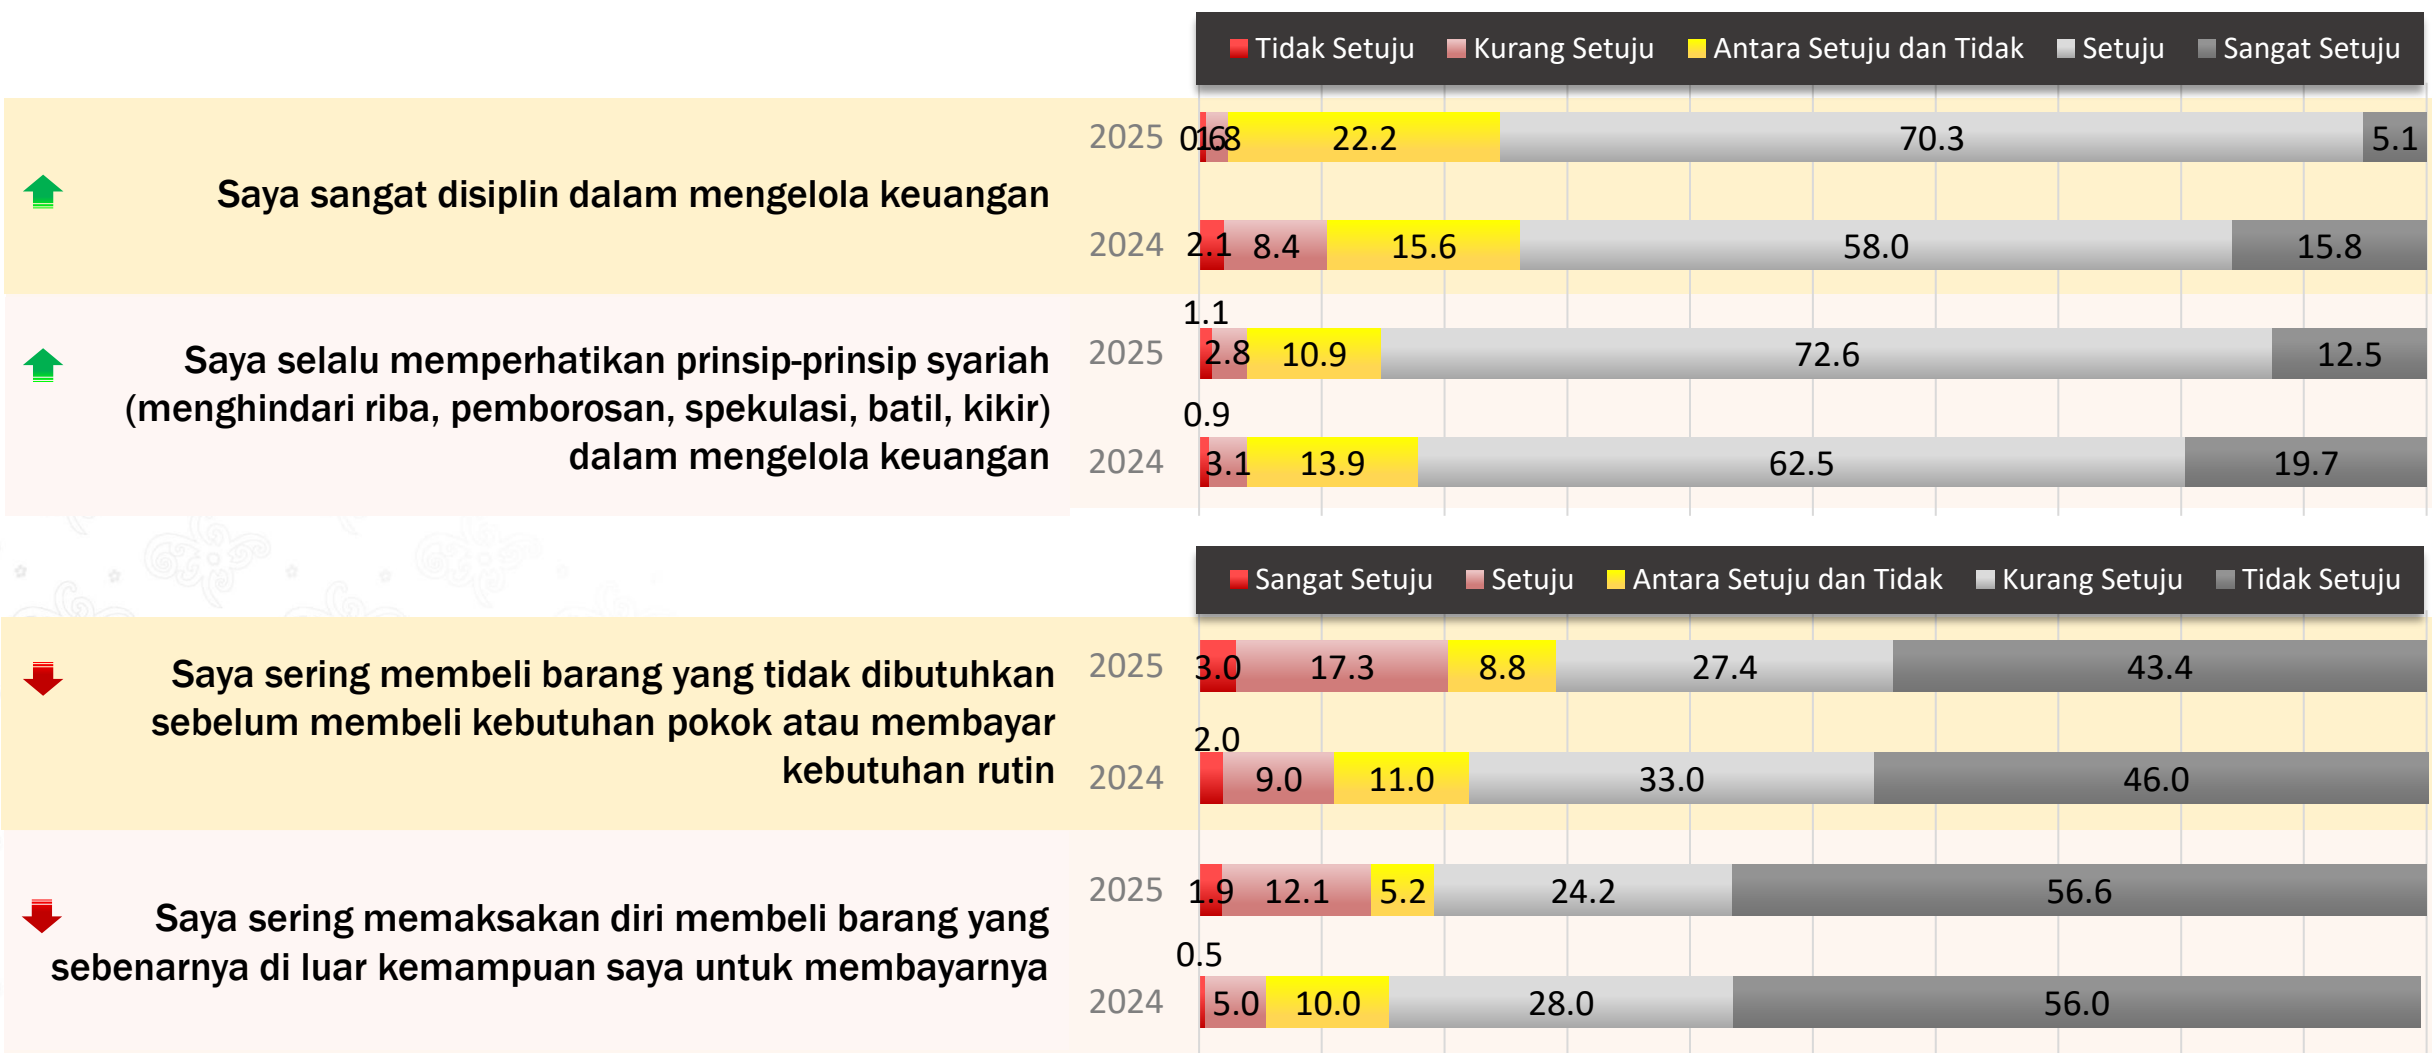 Tidak Setuju Kurang Setuju Antara Setuju dan Tidak Setuju Sangat Setuju
Saya sangat disiplin dalam mengelola keuangan
2025 0.6 1.8 22.2 70.3 5.1
2024 2.1 8.4 15.6 58.0 15.8
Saya selalu memperhatikan prinsip-prinsip syariah
(menghindari riba, pemborosan, spekulasi, batil, kikir)
dalam mengelola keuangan
2025 1.1 2.8 10.9 72.6 12.5
2024 0.9 3.1 13.9 62.5 19.7
Sangat Setuju Setuju Antara Setuju dan Tidak Kurang Setuju Tidak Setuju
Saya sering membeli barang yang tidak dibutuhkan
sebelum membeli kebutuhan pokok atau membayar
kebutuhan rutin
2025 3.0 17.3 8.8 27.4 43.4
2024 2.0 9.0 11.0 33.0 46.0
Saya sering memaksakan diri membeli barang yang
sebenarnya di luar kemampuan saya untuk membayarnya
2025 1.9 12.1 5.2 24.2 56.6
2024 0.5 5.0 10.0 28.0 56.0